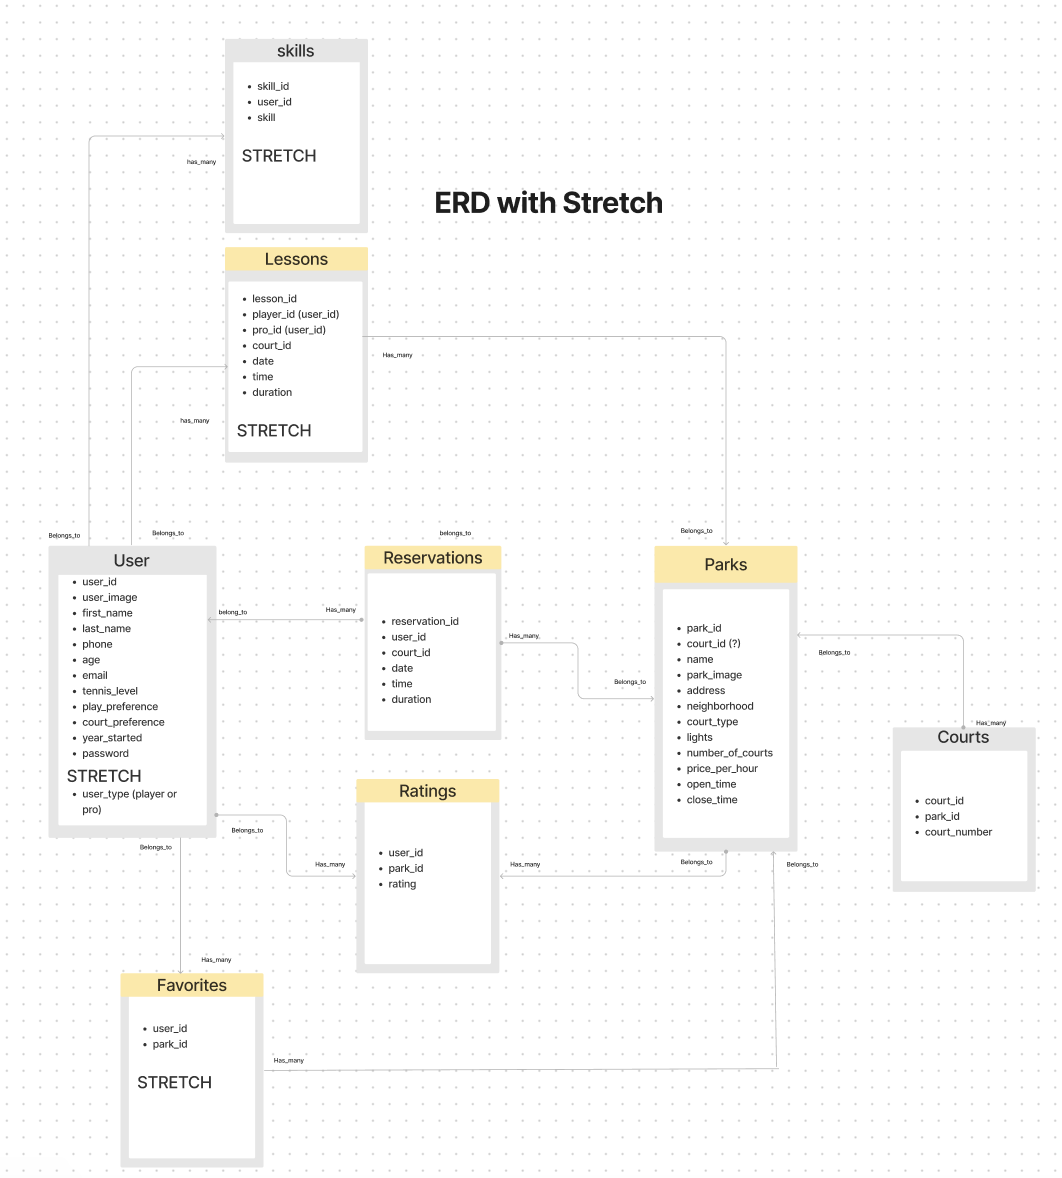 skills
skill_id
user_id
skill
STRETCH
has_many
ERD with Stretch
Lessons
lesson_id
player_id (user_id)
pro_id (user_id)
court_id
date
time
duration
STRETCH
Has_many
has_many
Belongs_to
Belongs_to
belongs_to
Belongs_to
User
user_id
user_image
first_name
last_name
phone
age
email
tennis_level
play_preference
court_preference
year_started
password
STRETCH
user_type (player or
pro)
belong_to
Has_many
Reservations
reservation_id
user_id
court_id
date
time
duration
Has_many
Belongs_to
Parks
park_id
court_id (?)
name
park_image
address
neighborhood
court_type
lights
number_of_courts
price_per_hour
open_time
close_time
Belongs_to
Has_many
Courts
court_id
park_id
court_number
Ratings
user_id
park_id
rating
Belongs_to
Has_many
Has_many
Belongs_to
Belongs_to
Belongs_to
Has_many
Favorites
user_id
park_id
STRETCH
Has_many